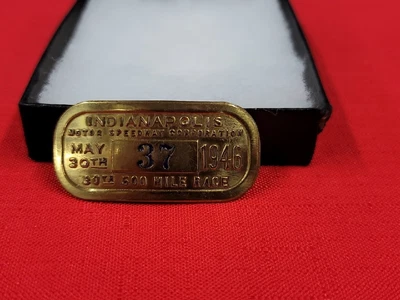 INDIANAPOLIS
MOTOR SPEEDWAY CORPORATION
MAY 30TH 37 1946
30TH 500 MILE RACE